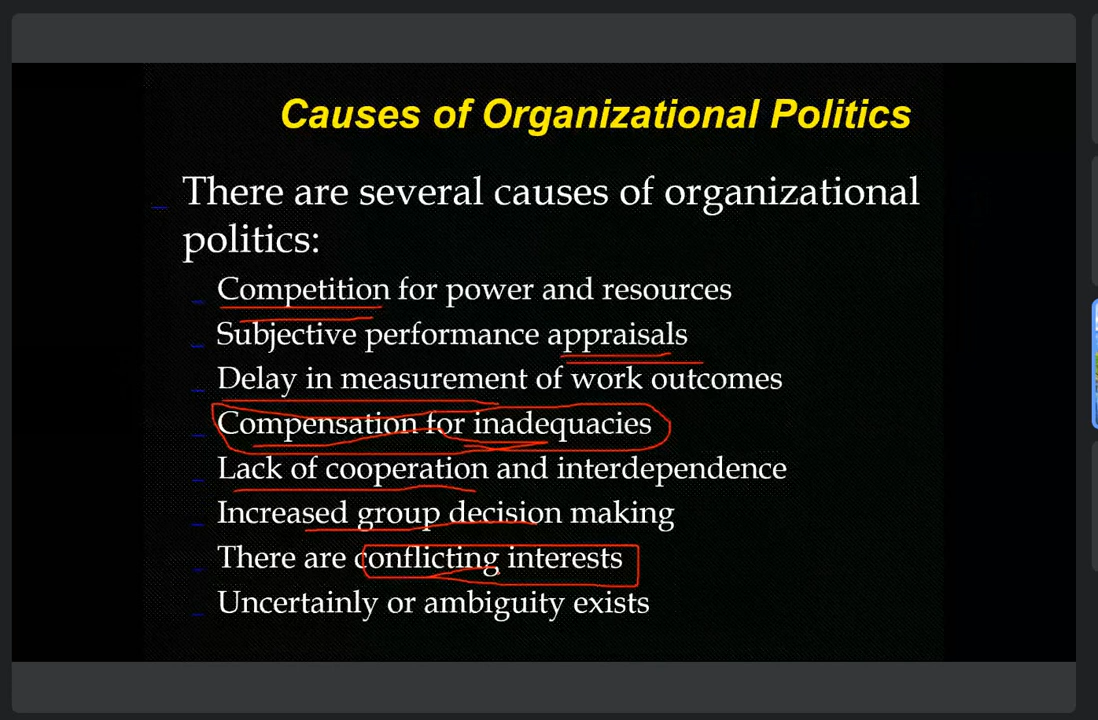 Causes of Organizational Politics
There are several causes of organizational
politics:
Competition for power and resources
Subjective performance appraisals
Delay in measurement of work outcomes
Compensation for inadequacies
Lack of cooperation and interdependence
Increased group decision making
There are conflicting interests
Uncertainly or ambiguity exists